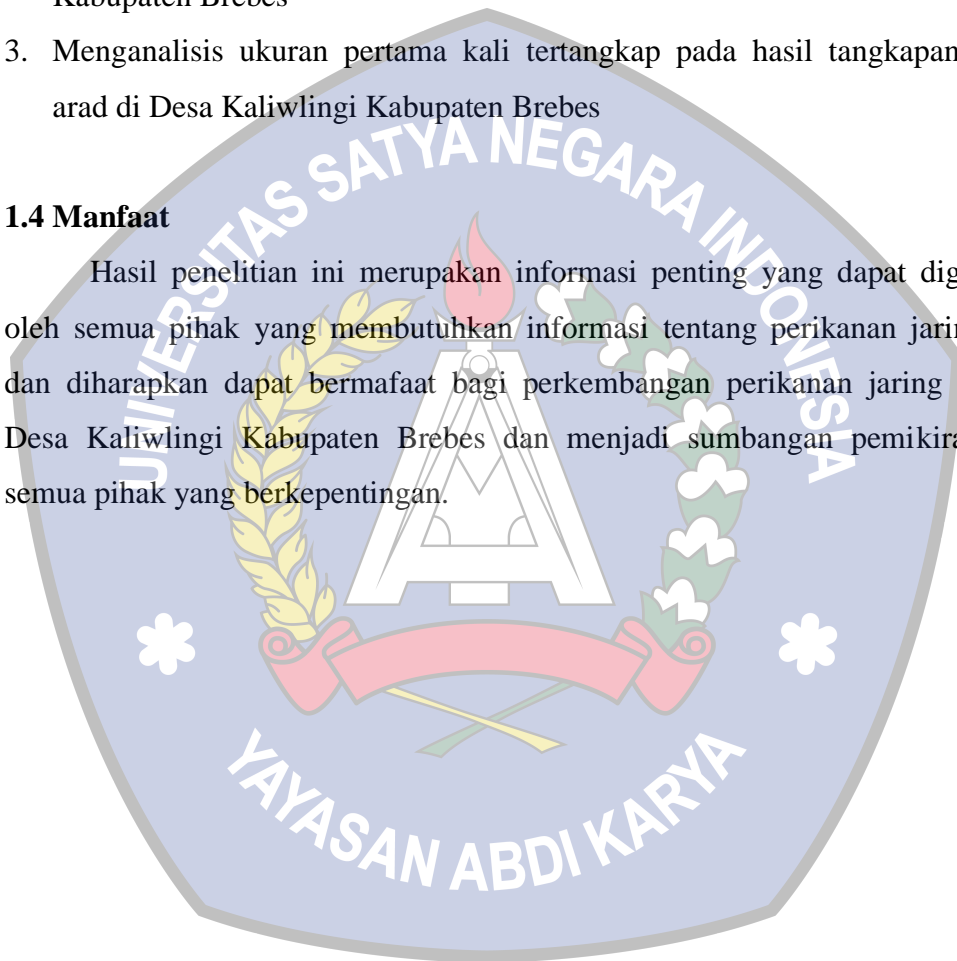 Kabupaten Brebes
3. Menganalisis ukuran pertama kali tertangkap pada hasil tangkapan
arad di Desa Kaliwlingi Kabupaten Brebes
UNIVERSITAS SATYA NEGARA INDONESIA
1.4 Manfaat
Hasil penelitian ini merupakan informasi penting yang dapat dig
oleh semua pihak yang membutuhkan informasi tentang perikanan jarin
dan diharapkan dapat bermafaat bagi perkembangan perikanan jaring
Desa Kaliwlingi Kabupaten Brebes dan menjadi sumbangan pemikira
semua pihak yang berkepentingan.
YAYASAN ABDI KARYA